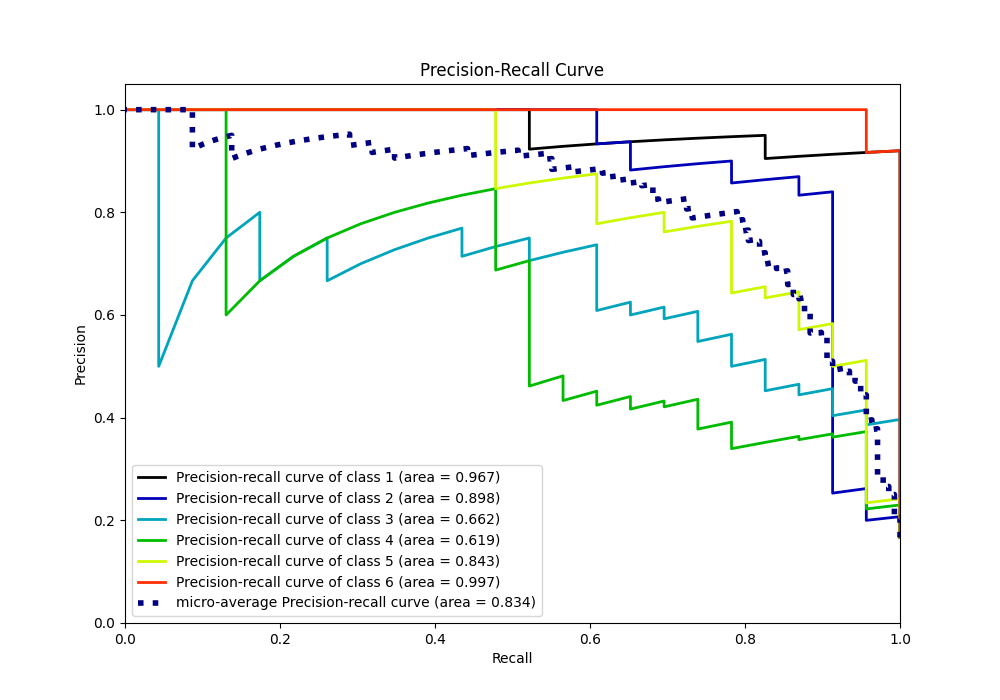 Precision-Recall Curve
1.0
0.8
0.6
0.4
0.2
0.0
Precision
Precision-recall curve of class 1 (area = 0.967)
Precision-recall curve of class 2 (area = 0.898)
Precision-recall curve of class 3 (area = 0.662)
Precision-recall curve of class 4 (area = 0.619)
Precision-recall curve of class 5 (area = 0.843)
Precision-recall curve of class 6 (area = 0.997)
micro-average Precision-recall curve (area = 0.834)
0.0 0.2 0.4 0.6 0.8 1.0
Recall